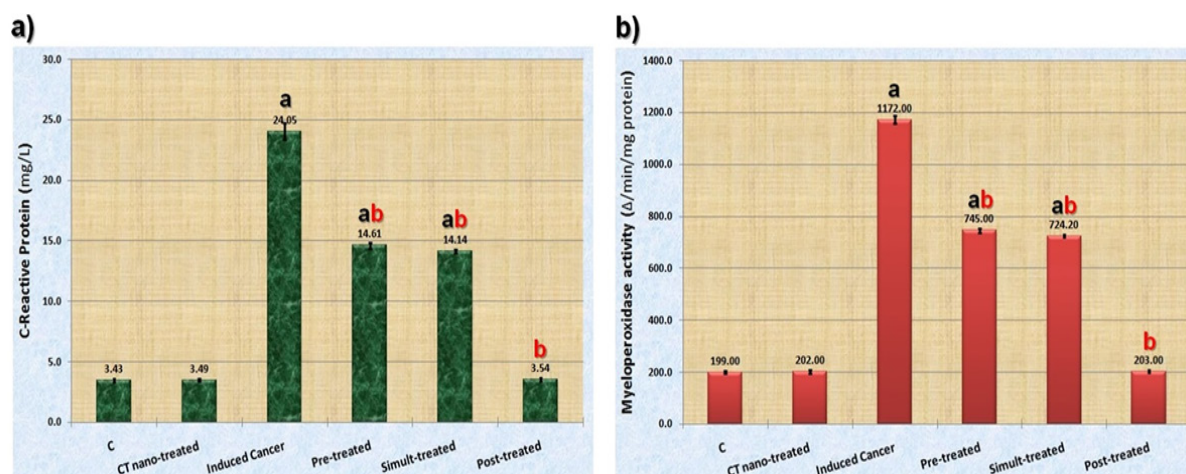 a)
C-Reactive Protein (mg/L)
30.0
25.0
20.0
15.0
10.0
5.0
0.0
a
24.05
ab
14.61
ab
14.14
b
3.54
3.43
3.49
C
CT nano-treated
Induced Cancer
Pre-treated
Simult-treated
Post-treated
b)
Myeloperoxidase activity (Δ/min/mg protein)
1400.0
1200.0
1000.0
800.0
600.0
400.0
200.0
0.0
a
1172.00
ab
745.00
ab
724.20
b
203.00
199.00
202.00
C
CT nano-treated
Induced Cancer
Pre-treated
Simult-treated
Post-treated